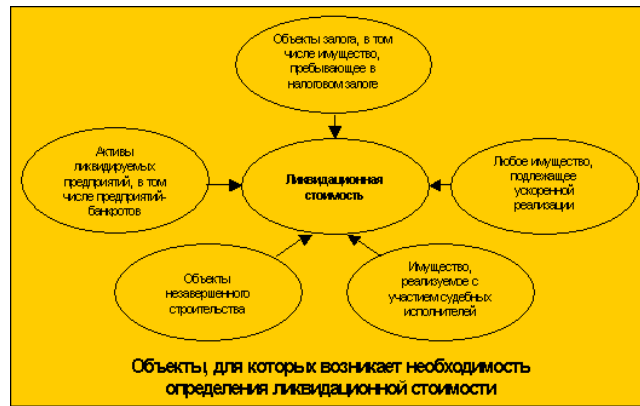 Объекты залога, в том
числе имущество,
пребывающее в
налоговом залоге
Активы
ликвидируемых
предприятий, в том
числе предприятий-
банкротов
Ликвидационная
стоимость
Любое имущество,
подлежащее
ускоренной
реализации
Объекты
незавершенного
строительства
Имущество,
реализуемое с
участием судебных
исполнителей
Объекты, для которых возникает необходимость
определения ликвидационной стоимости